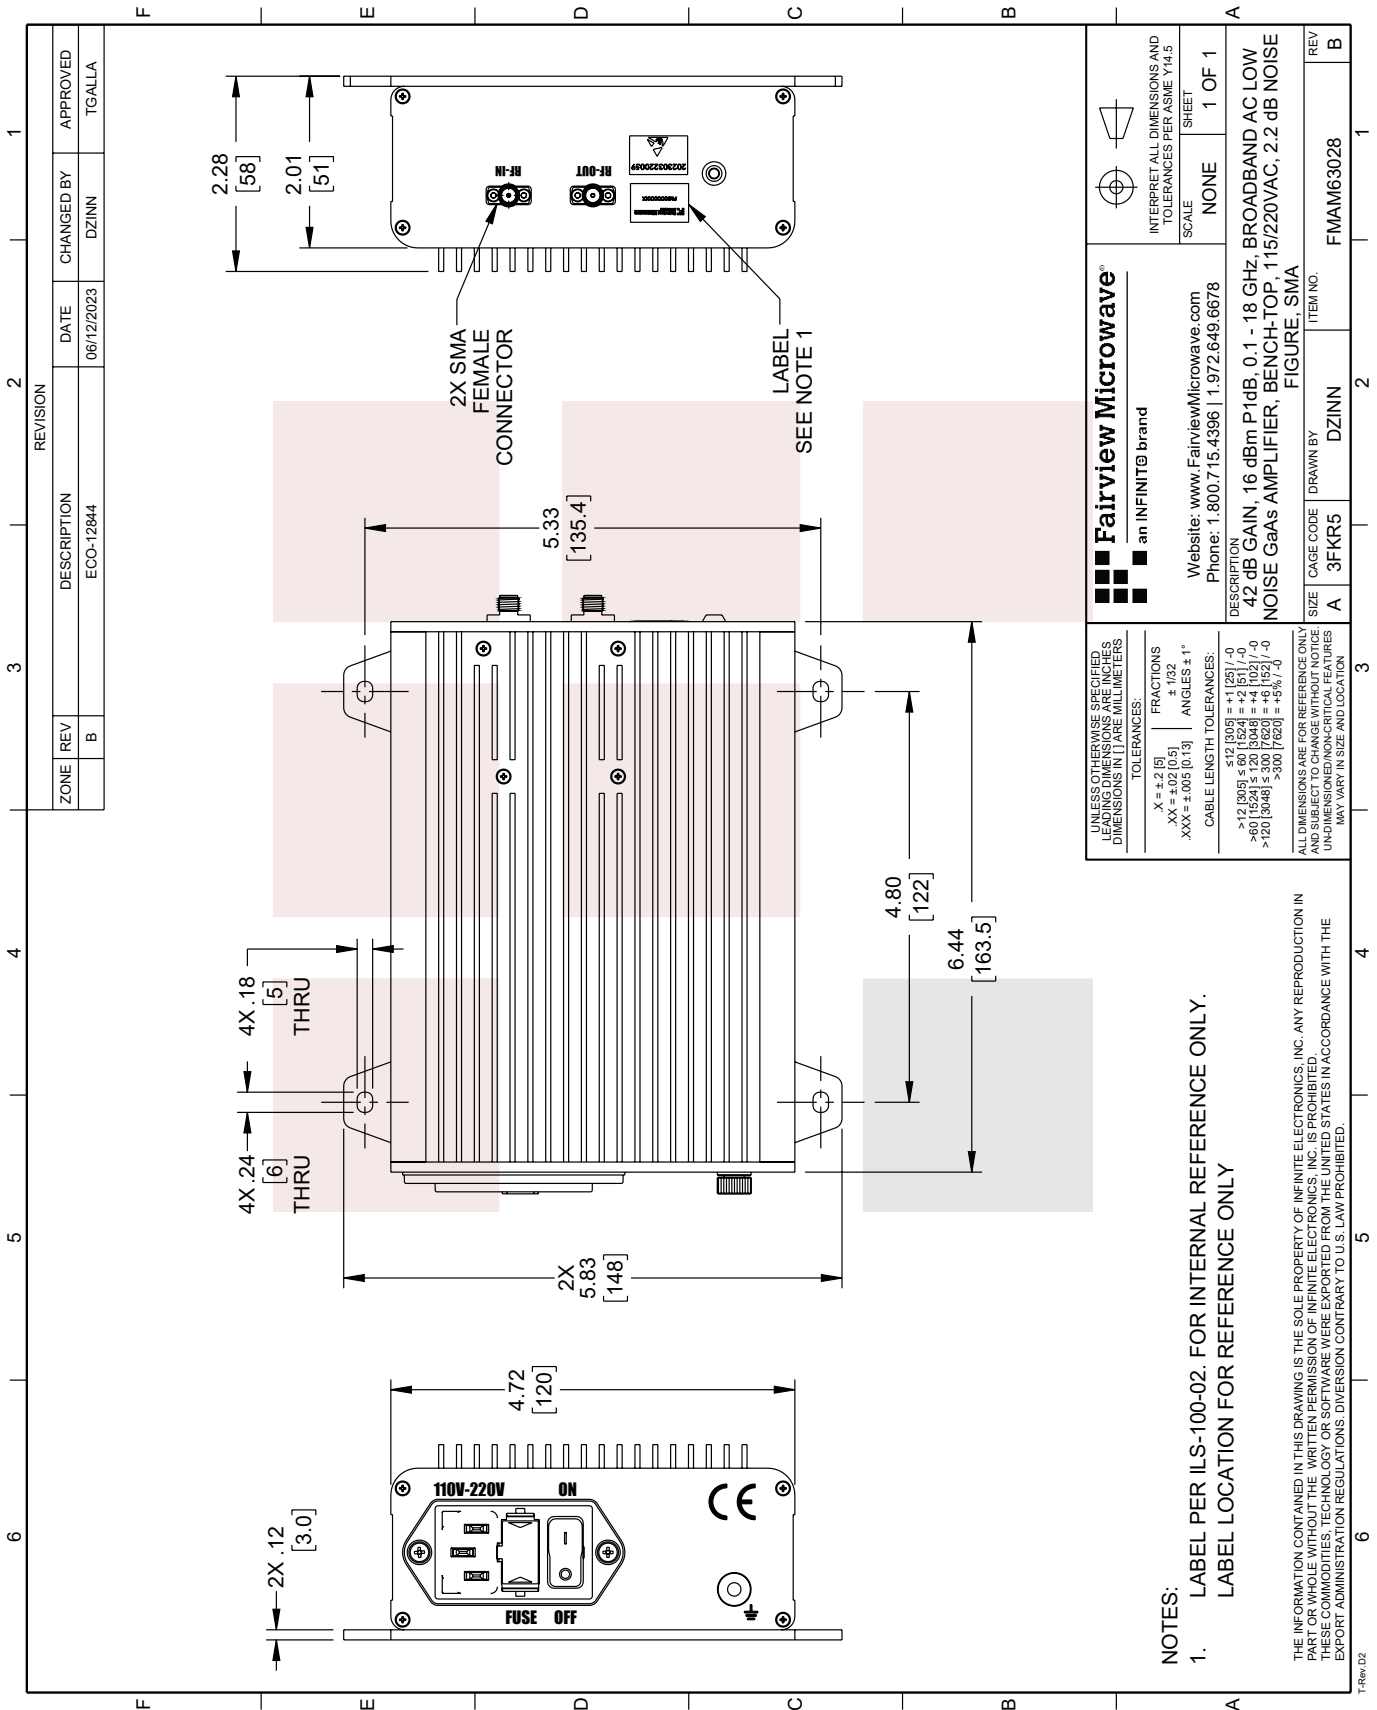 F
E
D
C
B
A
1
2
3
4
5
6
REVISION
ZONE REV DESCRIPTION DATE CHANGED BY APPROVED
B ECO-12844 06/12/2023 DZINN TGALLA
2X .12
[3.0]
110V-220V
ON
FUSE
OFF
CE
4.72
[120]
2X
5.83
[148]
4X .24
[6]
THRU
4X .18
[5]
THRU
4.80
[122]
6.44
[163.5]
5.33
[135.4]
2X SMA
FEMALE
CONNECTOR
LABEL
SEE NOTE 1
2.28
[58]
2.01
[51]
RF-IN
RF-OUT
202303220059
NOTES:
1. LABEL PER ILS-100-02. FOR INTERNAL REFERENCE ONLY.
LABEL LOCATION FOR REFERENCE ONLY
THE INFORMATION CONTAINED IN THIS DRAWING IS THE SOLE PROPERTY OF INFINITE ELECTRONICS, INC. ANY REPRODUCTION IN
PART OR WHOLE WITHOUT THE WRITTEN PERMISSION OF INFINITE ELECTRONICS, INC. IS PROHIBITED.
THESE COMMODITIES, TECHNOLOGY OR SOFTWARE WERE EXPORTED FROM THE UNITED STATES IN ACCORDANCE WITH THE
EXPORT ADMINISTRATION REGULATIONS. DIVERSION CONTRARY TO U.S. LAW PROHIBITED.
UNLESS OTHERWISE SPECIFIED
LEADING DIMENSIONS ARE INCHES
DIMENSIONS IN [ ] ARE MILLIMETERS
TOLERANCES:
.X = ±.2 [5] FRACTIONS
.XX = ±.02 [0.5] ± 1/32
.XXX = ±.005 [0.13] ANGLES ± 1°
CABLE LENGTH TOLERANCES:
≤12 [305] = +1 [25] / -0
>12 [305] ≤ 60 [1524] = +2 [51] / -0
>60 [1524] ≤ 120 [3048] = +4 [102] / -0
>120 [3048] ≤ 300 [7620] = +6 [152] / -0
>300 [7620] = +5% / -0
ALL DIMENSIONS ARE FOR REFERENCE ONLY
AND SUBJECT TO CHANGE WITHOUT NOTICE.
UN-DIMENSIONED/NON-CRITICAL FEATURES
MAY VARY IN SIZE AND LOCATION
Fairview Microwave®
an INFINIT® brand
Website: www.FairviewMicrowave.com
Phone: 1.800.715.4396 | 1.972.649.6678
INTERPRET ALL DIMENSIONS AND
TOLERANCES PER ASME Y14.5
SCALE NONE
SHEET 1 OF 1
DESCRIPTION
42 dB GAIN, 16 dBm P1dB, 0.1 - 18 GHz, BROADBAND AC LOW
NOISE GaAs AMPLIFIER, BENCH-TOP, 115/220VAC, 2.2 dB NOISE
FIGURE, SMA
SIZE A
CAGE CODE 3FKR5
DRAWN BY DZINN
ITEM NO. FMAM63028
REV B
T-Rev.D2